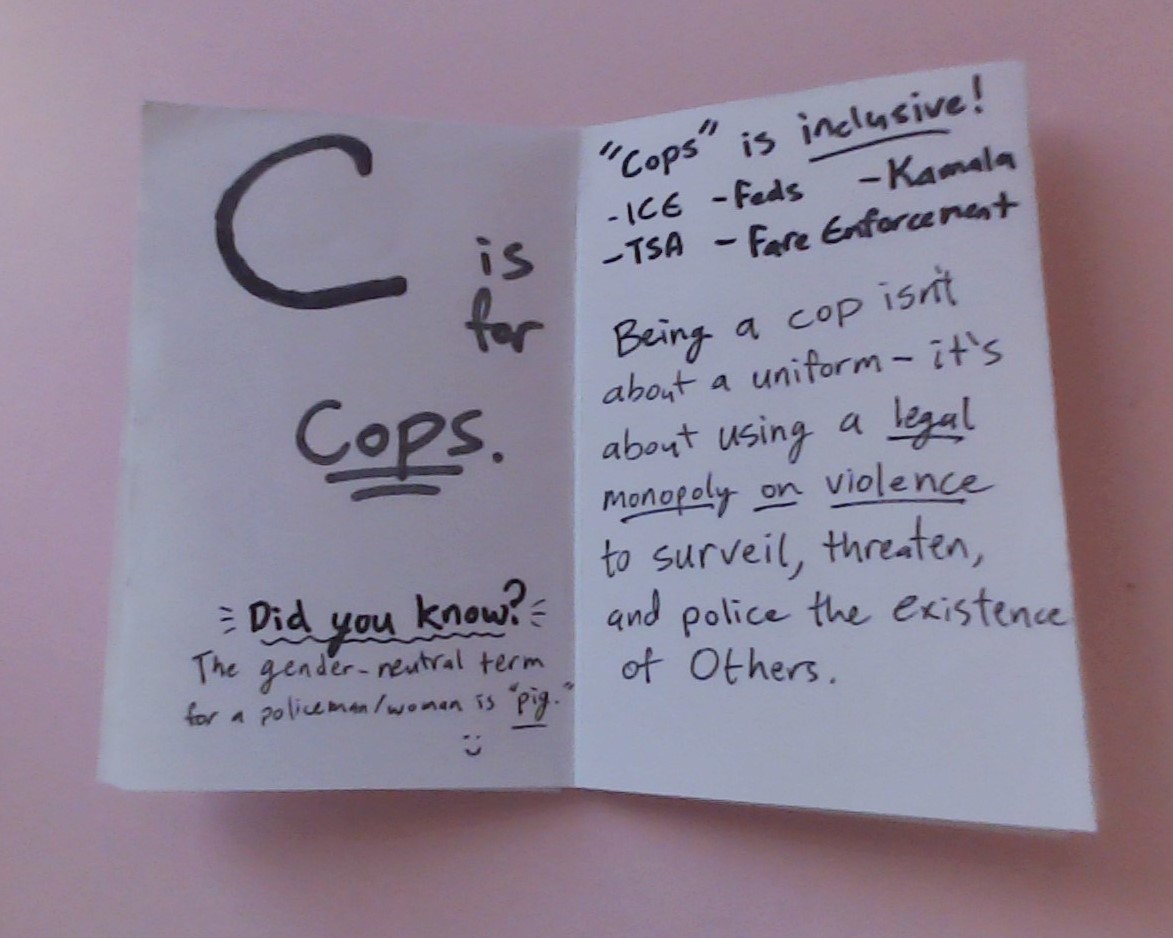 C is
for
Cops.
Did you know?
The gender-neutral term
for a policeman/woman is "pig."
"Cops" is inclusive!
-ICE -Feds -Kamala
-TSA - Fare Enforcement
Being a cop isn't
about a uniform - it's
about using a legal
monopoly on violence
to surveil, threaten,
and police the existence
of Others.